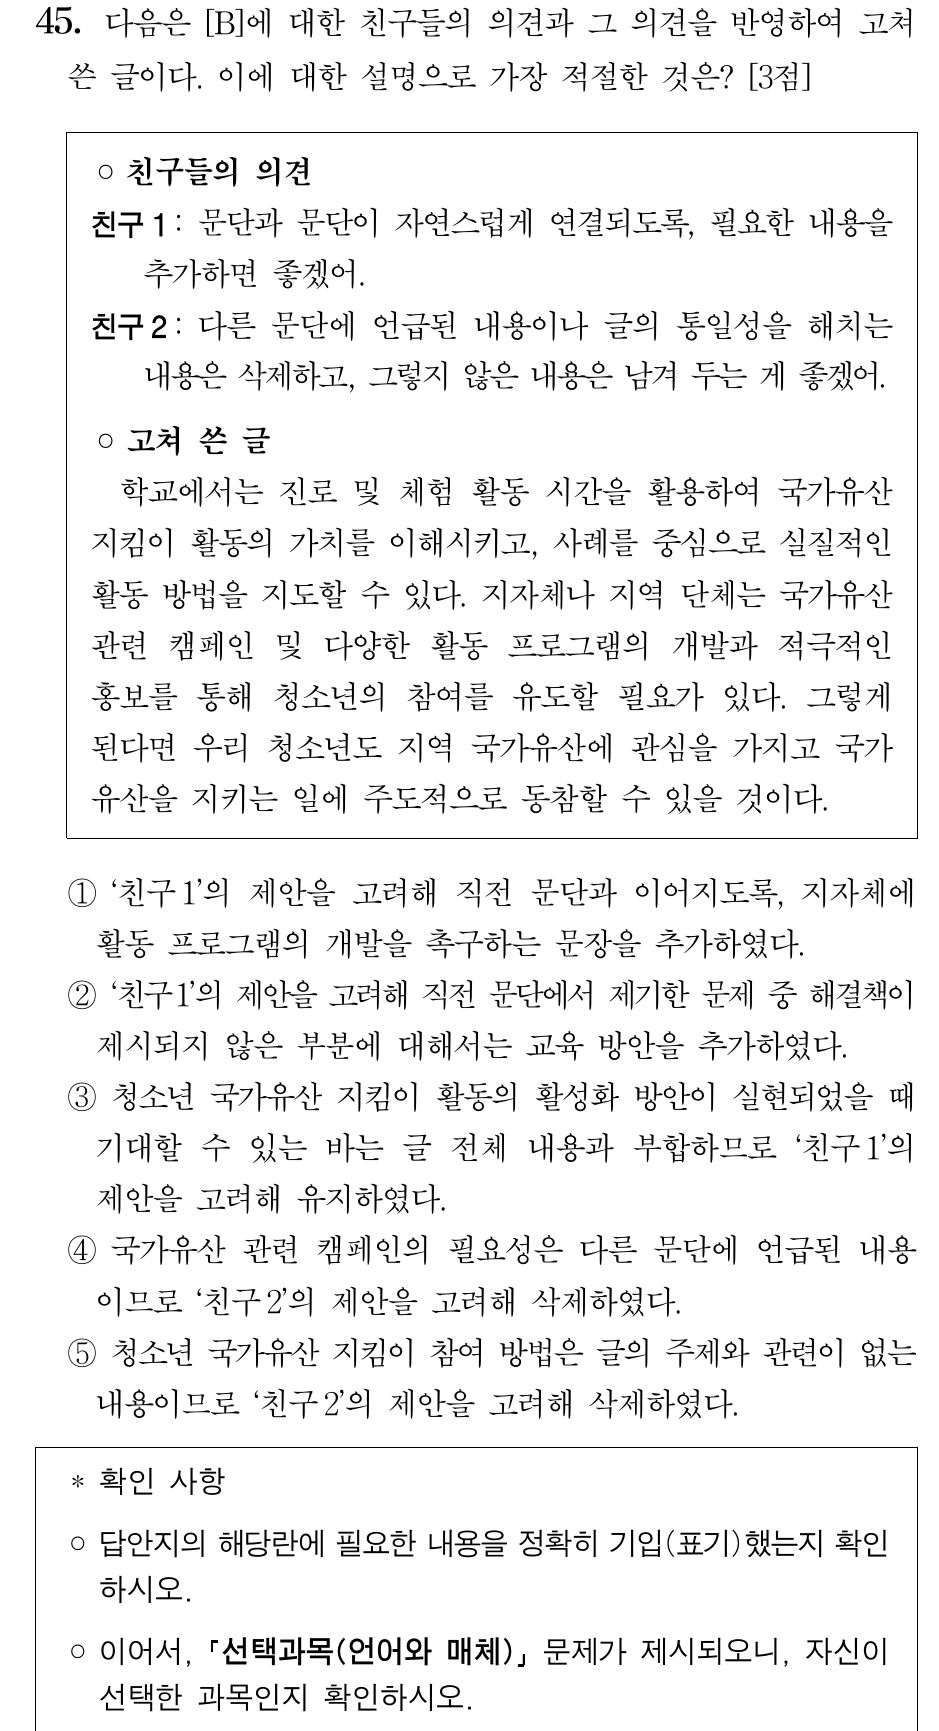 45. 다음은 [B]에 대한 친구들의 의견과 그 의견을 반영하여 고쳐
쓴 글이다. 이에 대한 설명으로 가장 적절한 것은? [3점]
○ 친구들의 의견
친구 1 : 문단과 문단이 자연스럽게 연결되도록, 필요한 내용을
추가하면 좋겠어.
친구 2 : 다른 문단에 언급된 내용이나 글의 통일성을 해치는
내용은 삭제하고, 그렇지 않은 내용은 남겨 두는 게 좋겠어.
○ 고쳐 쓴 글
학교에서는 진로 및 체험 활동 시간을 활용하여 국가유산
지킴이 활동의 가치를 이해시키고, 사례를 중심으로 실질적인
활동 방법을 지도할 수 있다. 지자체나 지역 단체는 국가유산
관련 캠페인 및 다양한 활동 프로그램의 개발과 적극적인
홍보를 통해 청소년의 참여를 유도할 필요가 있다. 그렇게
된다면 우리 청소년도 지역 국가유산에 관심을 가지고 국가
유산을 지키는 일에 주도적으로 동참할 수 있을 것이다.
① ‘친구 1’의 제안을 고려해 직전 문단과 이어지도록, 지자체에
활동 프로그램의 개발을 촉구하는 문장을 추가하였다.
② ‘친구 1’의 제안을 고려해 직전 문단에서 제기한 문제 중 해결책이
제시되지 않은 부분에 대해서는 교육 방안을 추가하였다.
③ 청소년 국가유산 지킴이 활동의 활성화 방안이 실현되었을 때
기대할 수 있는 바는 글 전체 내용과 부합하므로 ‘친구 1’의
제안을 고려해 유지하였다.
④ 국가유산 관련 캠페인의 필요성은 다른 문단에 언급된 내용
이므로 ‘친구 2’의 제안을 고려해 삭제하였다.
⑤ 청소년 국가유산 지킴이 참여 방법은 글의 주제와 관련이 없는
내용이므로 ‘친구 2’의 제안을 고려해 삭제하였다.
* 확인 사항
○ 답안지의 해당란에 필요한 내용을 정확히 기입(표기)했는지 확인
하시오.
○ 이어서, 「선택과목(언어와 매체)」 문제가 제시되오니, 자신이
선택한 과목인지 확인하시오.